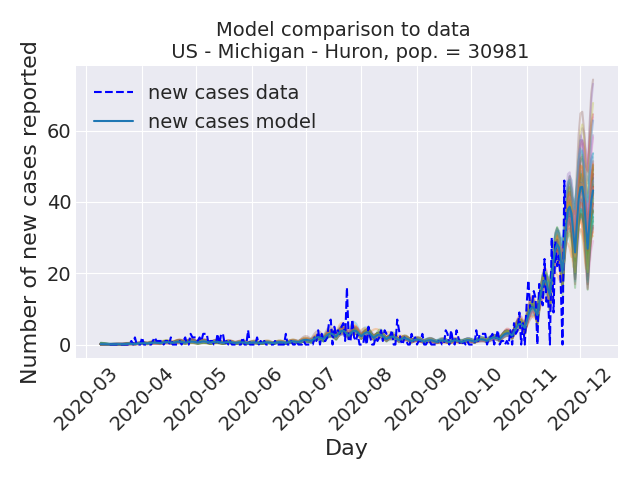 Model comparison to data
US - Michigan - Huron, pop. = 30981
Number of new cases reported
60
40
20
0
new cases data
new cases model
2020-03
2020-04
2020-05
2020-06
2020-07
2020-08
2020-09
2020-10
2020-11
2020-12
Day